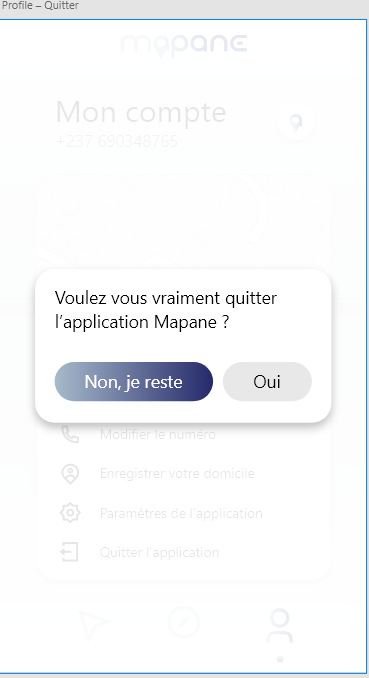 Profile – Quitter
mapane
Mon compte
+237 690348765
Voulez vous vraiment quitter
l'application Mapane ?
Non, je reste
Oui
Modifier le numéro
Enregistrer votre domicile
Paramètres de l'application
Quitter l'application